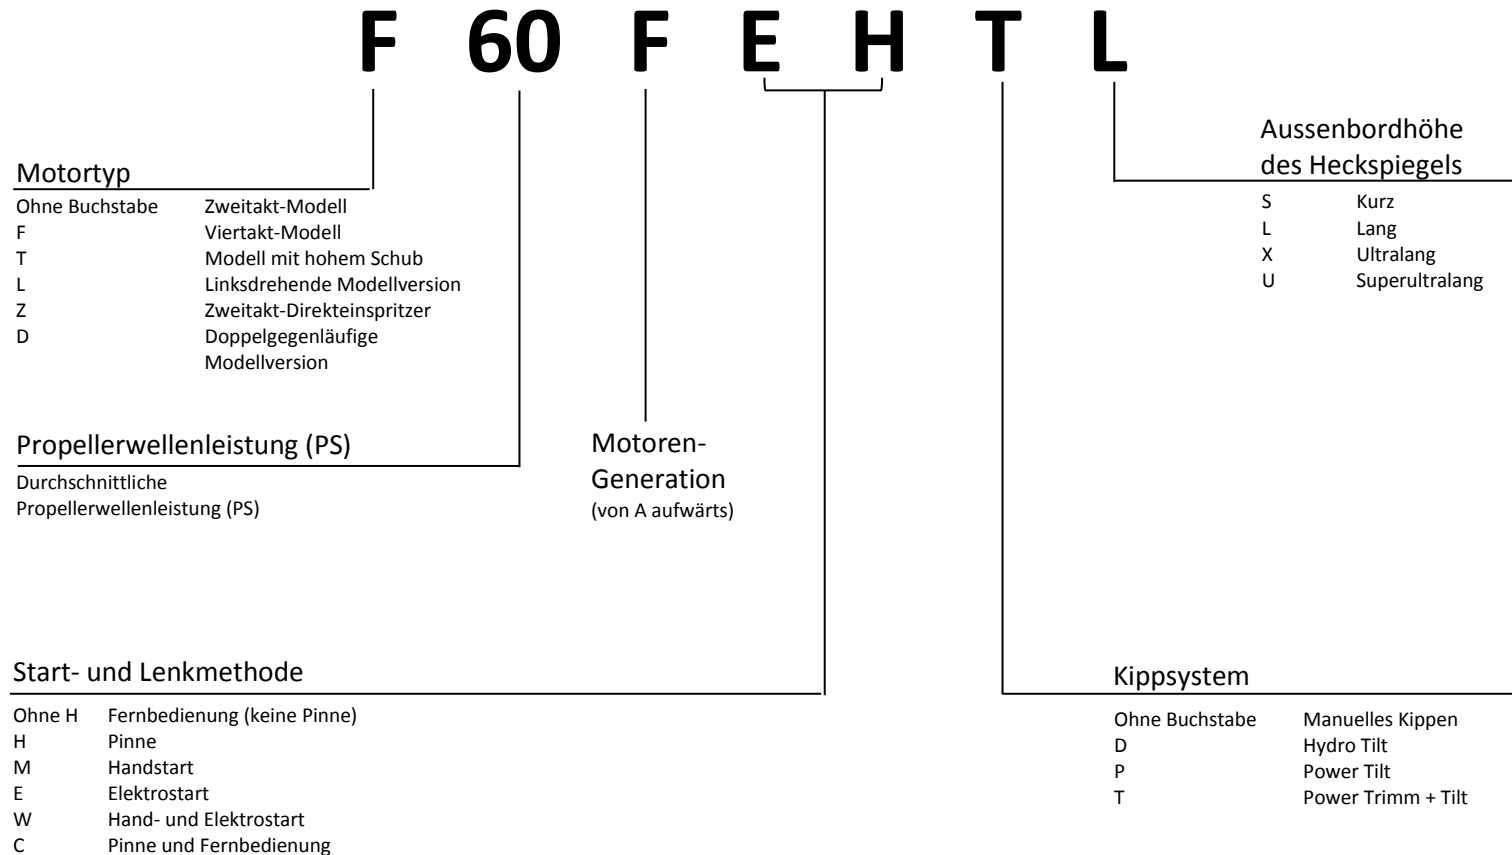 F 60 F E H T L
Motortyp
Ohne Buchstabe Zweitakt-Modell
F Viertakt-Modell
T Modell mit hohem Schub
L Linksdrehende Modellversion
Z Zweitakt-Direkteinspritzer
D Doppelgegenläufige
Modellversion
Propellerwellenleistung (PS)
Durchschnittliche
Propellerwellenleistung (PS)
Motoren-
Generation
(von A aufwärts)
Aussenbordhöhe
des Heckspiegels
S Kurz
L Lang
X Ultralang
U Superultralang
Start- und Lenkmethode
Ohne H Fernbedienung (keine Pinne)
H Pinne
M Handstart
E Elektrostart
W Hand- und Elektrostart
C Pinne und Fernbedienung
Kippsystem
Ohne Buchstabe Manuelles Kippen
D Hydro Tilt
P Power Tilt
T Power Trimm + Tilt